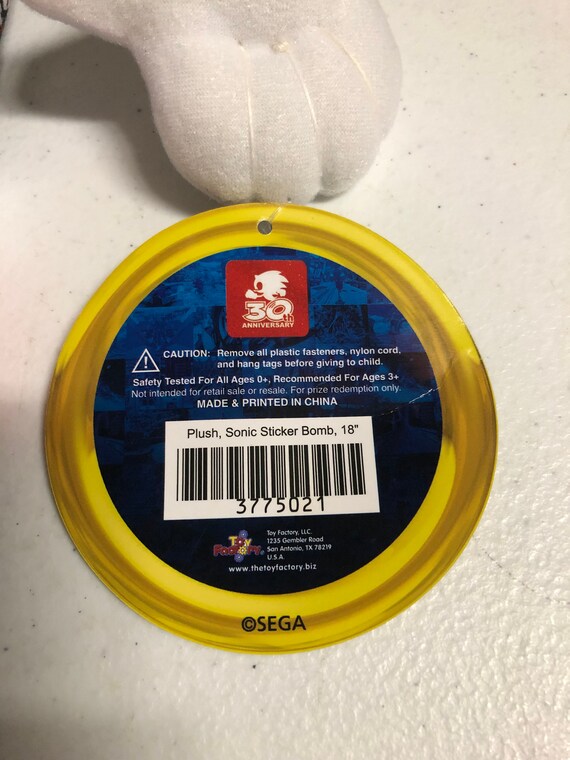 30th
ANNIVERSARY
CAUTION: Remove all plastic fasteners, nylon cord,
and hang tags before giving to child.
Safety Tested For All Ages 0+, Recommended For Ages 3+
Not intended for retail sale or resale. For prize redemption only.
MADE & PRINTED IN CHINA
Plush, Sonic Sticker Bomb, 18"
3775021
Toy Factory
Toy Factory, LLC.
1235 Gembler Road
San Antonio, TX 78219
U.S.A.
www.thetoyfactory.biz
©SEGA